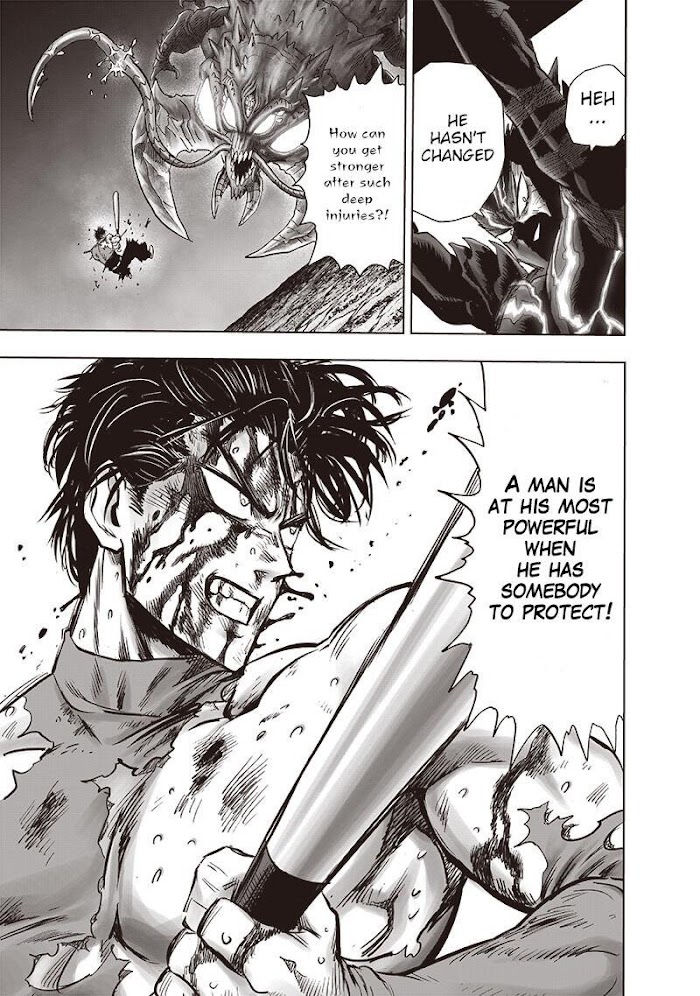 HEH
...
HE
HASN'T
CHANGED
How can
you get
stronger
after such
deep
injuries?!
A MAN IS
AT HIS MOST
POWERFUL
WHEN
HE HAS
SOMEBODY
TO PROTECT!